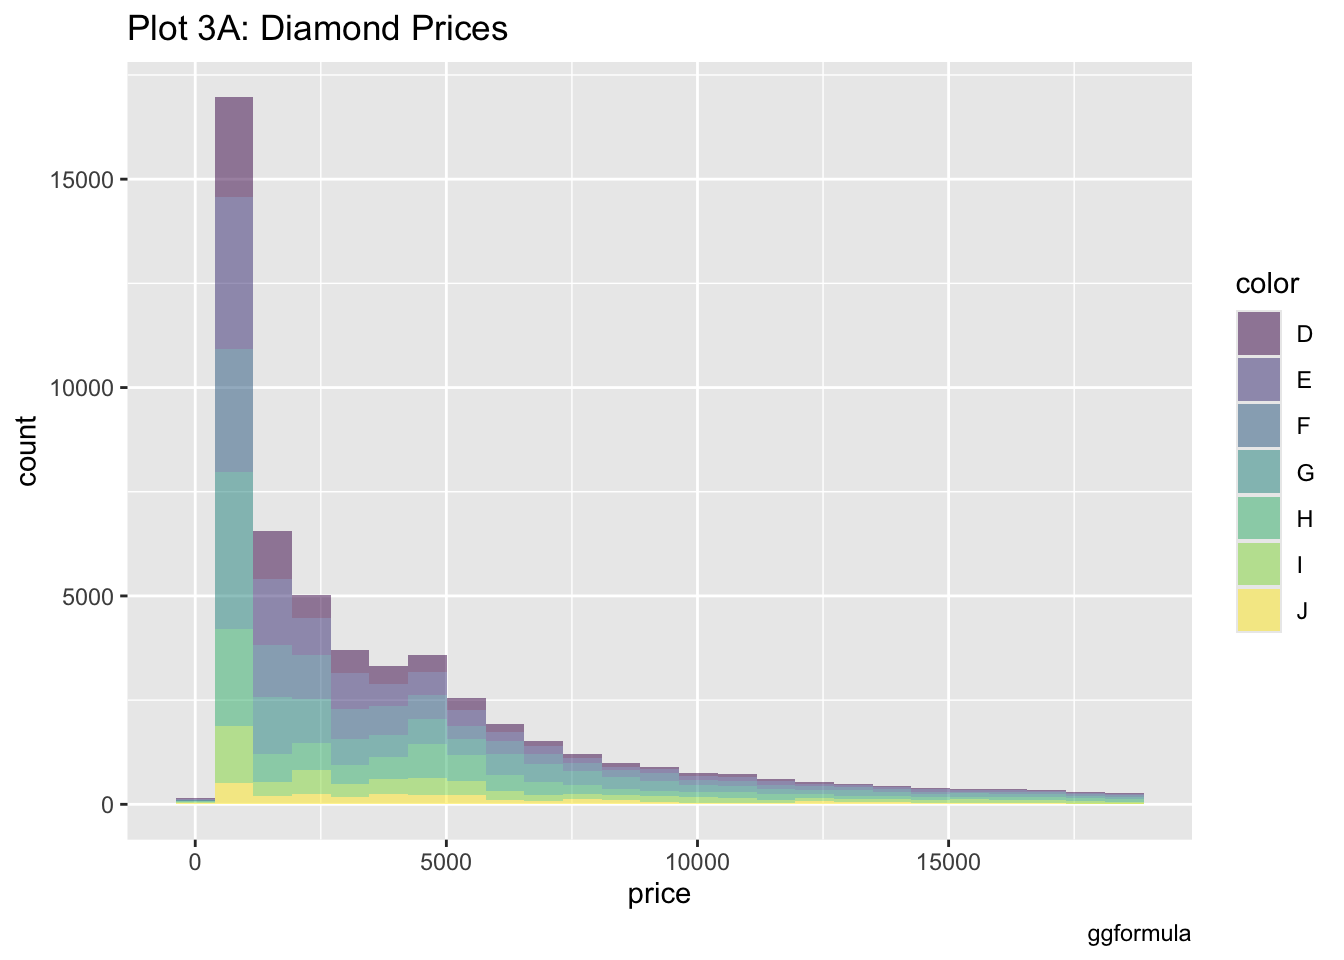 Plot 3A: Diamond Prices
count
15000
10000
5000
0
0 5000 10000 15000
price
color
D
E
F
G
H
I
J
ggformula